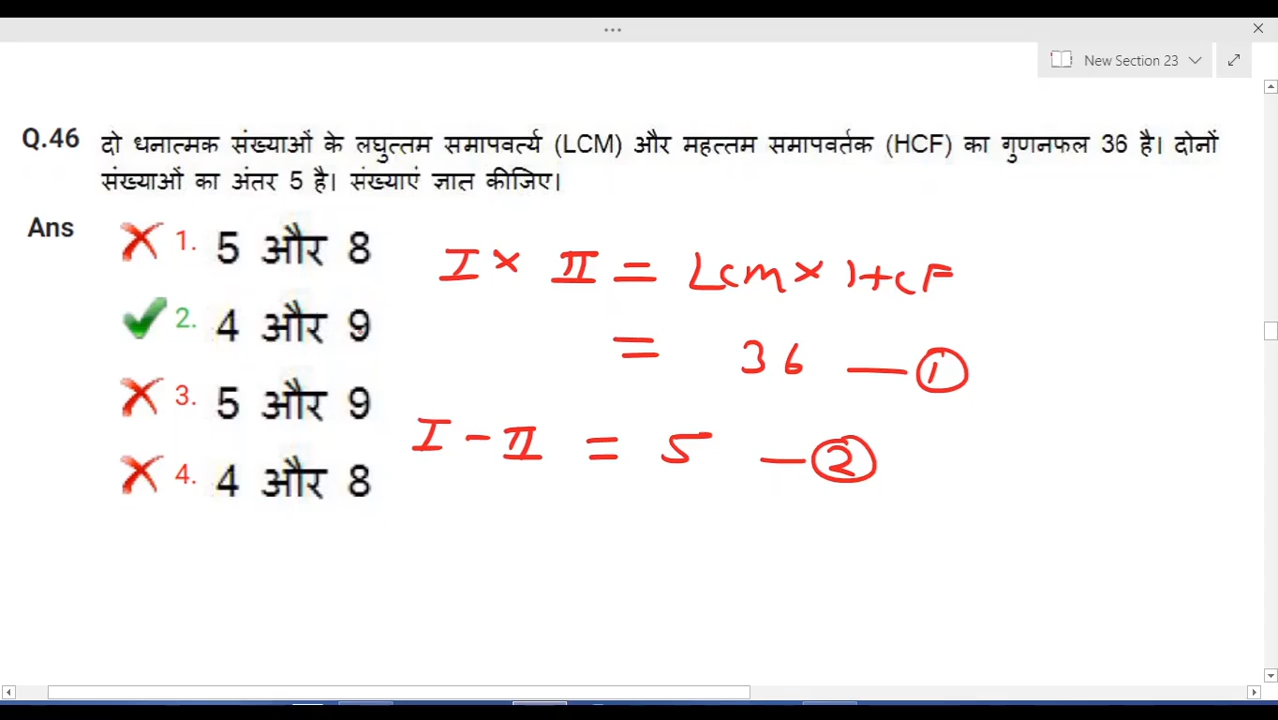 New Section 23
Q.46 दो धनात्मक संख्याओं के लघुत्तम समापवर्त्य (LCM) और महत्तम समापवर्तक (HCF) का गुणनफल 36 है। दोनों
संख्याओं का अंतर 5 है। संख्याएं ज्ञात कीजिए।
Ans
1. 5 और 8
2. 4 और 9
3. 5 और 9
4. 4 और 8
I × II = LCM × HCF
= 36 — 1
I - II = 5 — 2